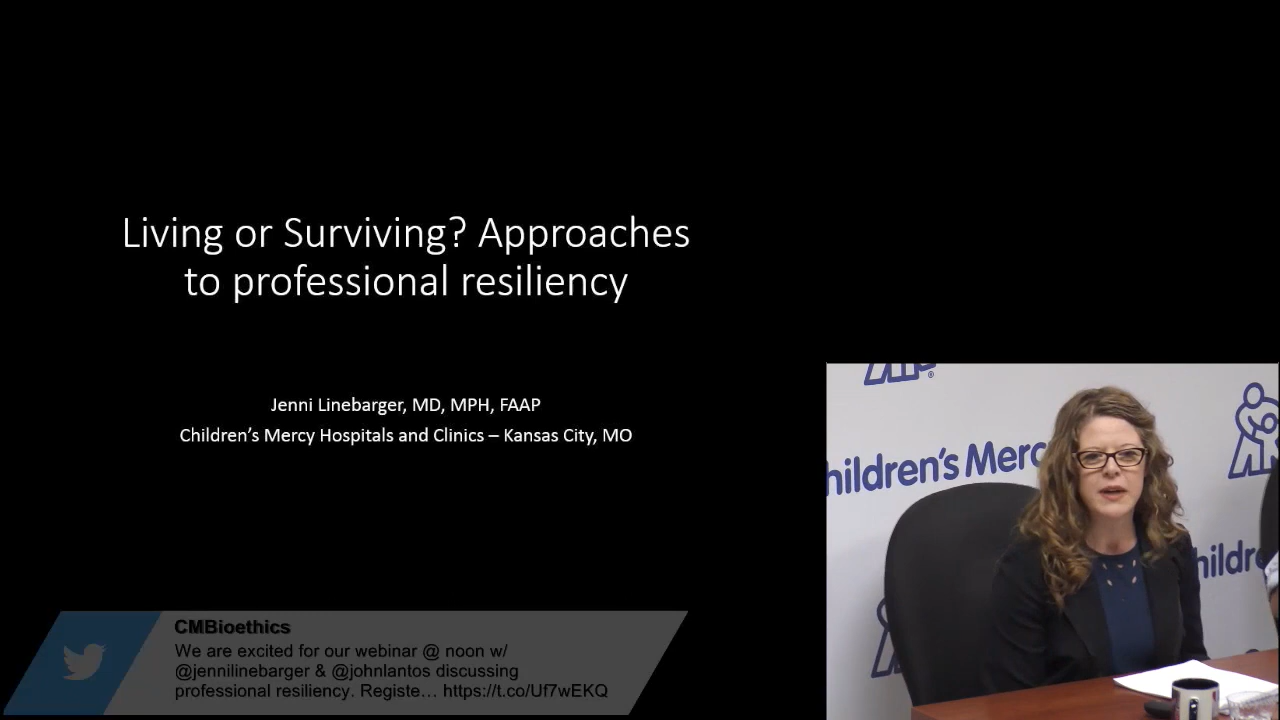 Living or Surviving? Approaches
to professional resiliency
Jenni Linebarger, MD, MPH, FAAP
Children's Mercy Hospitals and Clinics – Kansas City, MO
CMBioethics
We are excited for our webinar @ noon w/
@jennilinebarger & @johnlantos discussing
professional resiliency. Registe... https://t.co/Uf7wEKQ
®
hildren's Merc
hildre